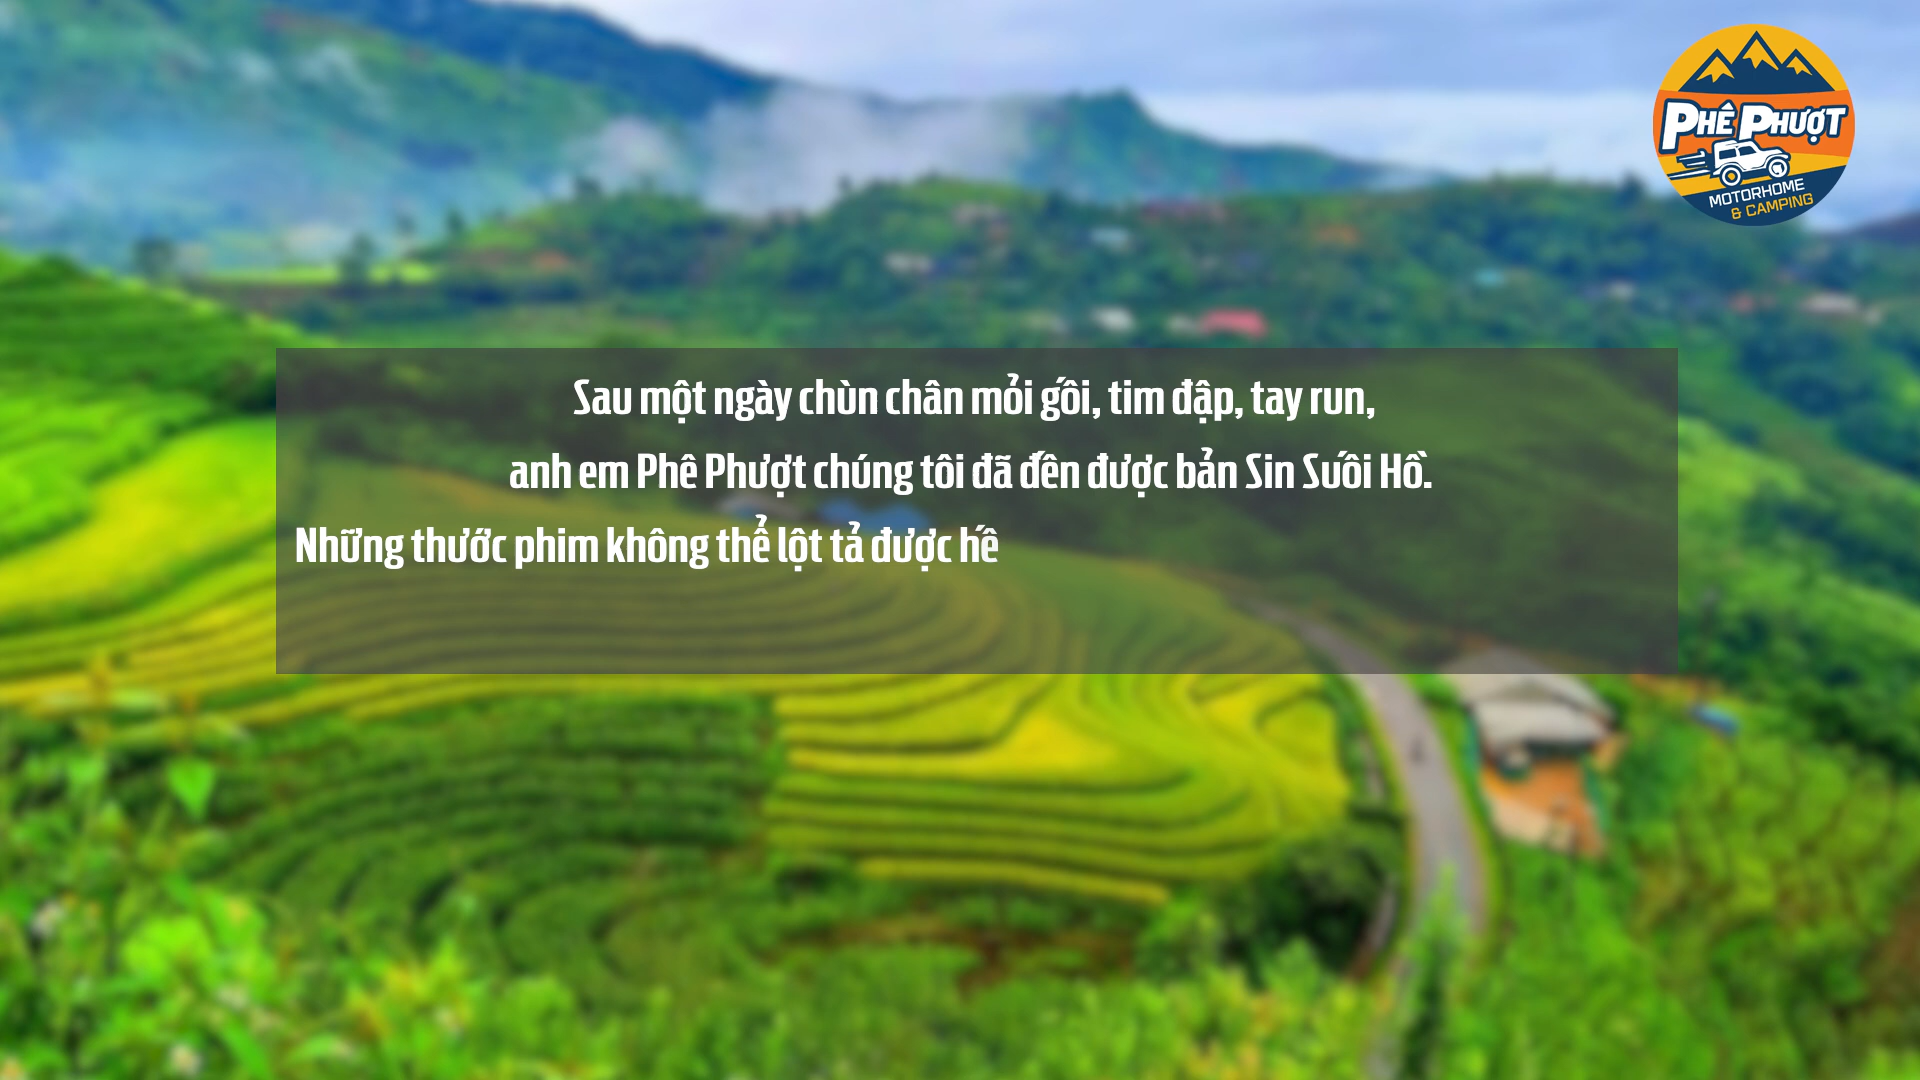 PHÊ PHƯỢT
MOTORHOME
& CAMPING
Sau một ngày chùn chân mỏi gối, tim đập, tay run,
anh em Phê Phượt chúng tôi đã đến được bản Sin Suối Hồ.
Những thước phim không thể lột tả được hế